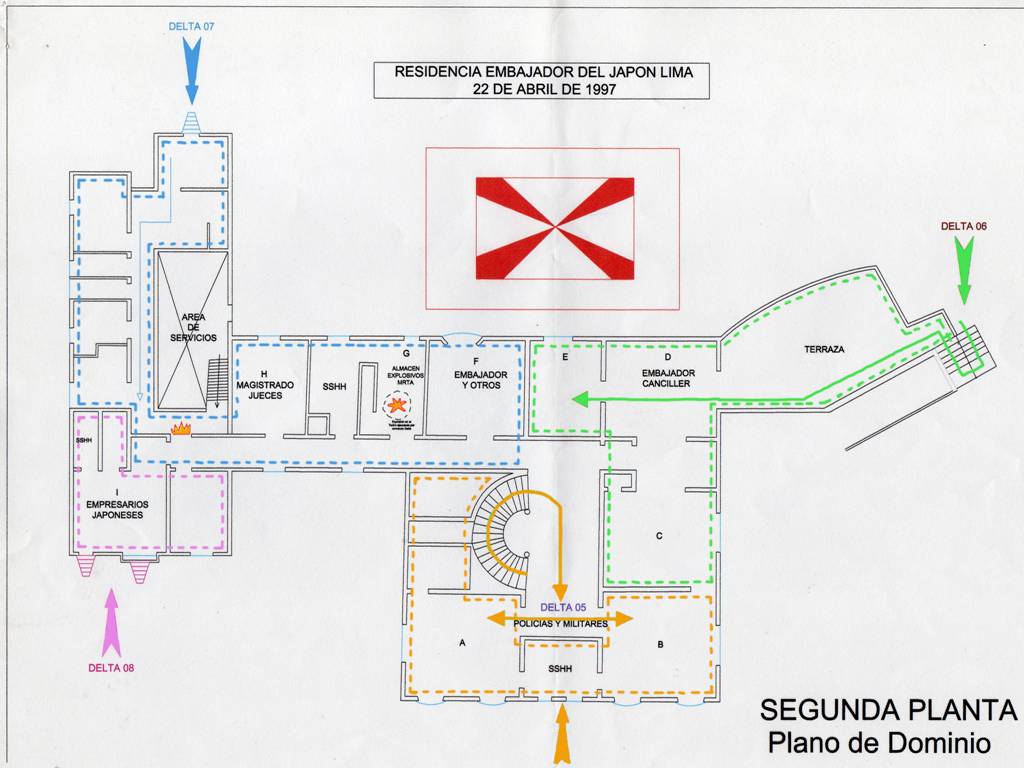 DELTA 07
RESIDENCIA EMBAJADOR DEL JAPON LIMA
22 DE ABRIL DE 1997
DELTA 06
AREA
DE
SERVICIOS
H
MAGISTRADO
JUECES
SSHH
G
ALMACEN
EXPLOSIVOS
MRTA
F
EMBAJADOR
Y OTROS
E
D
EMBAJADOR
CANCILLER
TERRAZA
SSHH
I
EMPRESARIOS
JAPONESES
C
DELTA 05
POLICIAS Y MILITARES
A
B
SSHH
DELTA 08
SEGUNDA PLANTA
Plano de Dominio